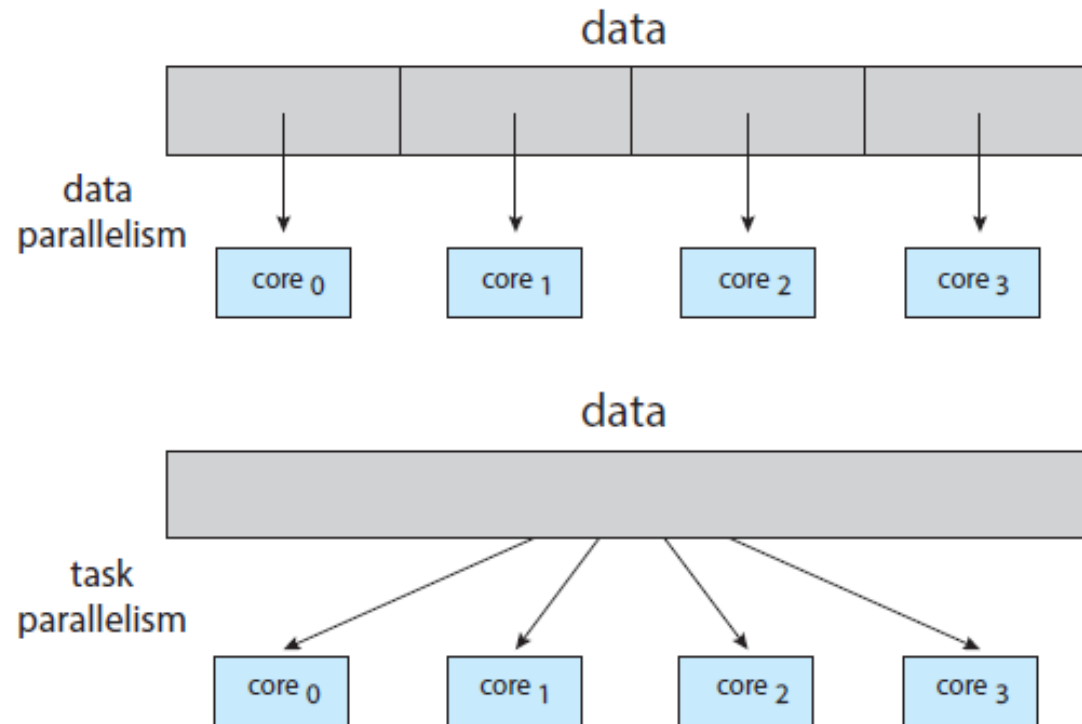 data
data
parallelism
core 0
core 1
core 2
core 3
data
task
parallelism
core 0
core 1
core 2
core 3